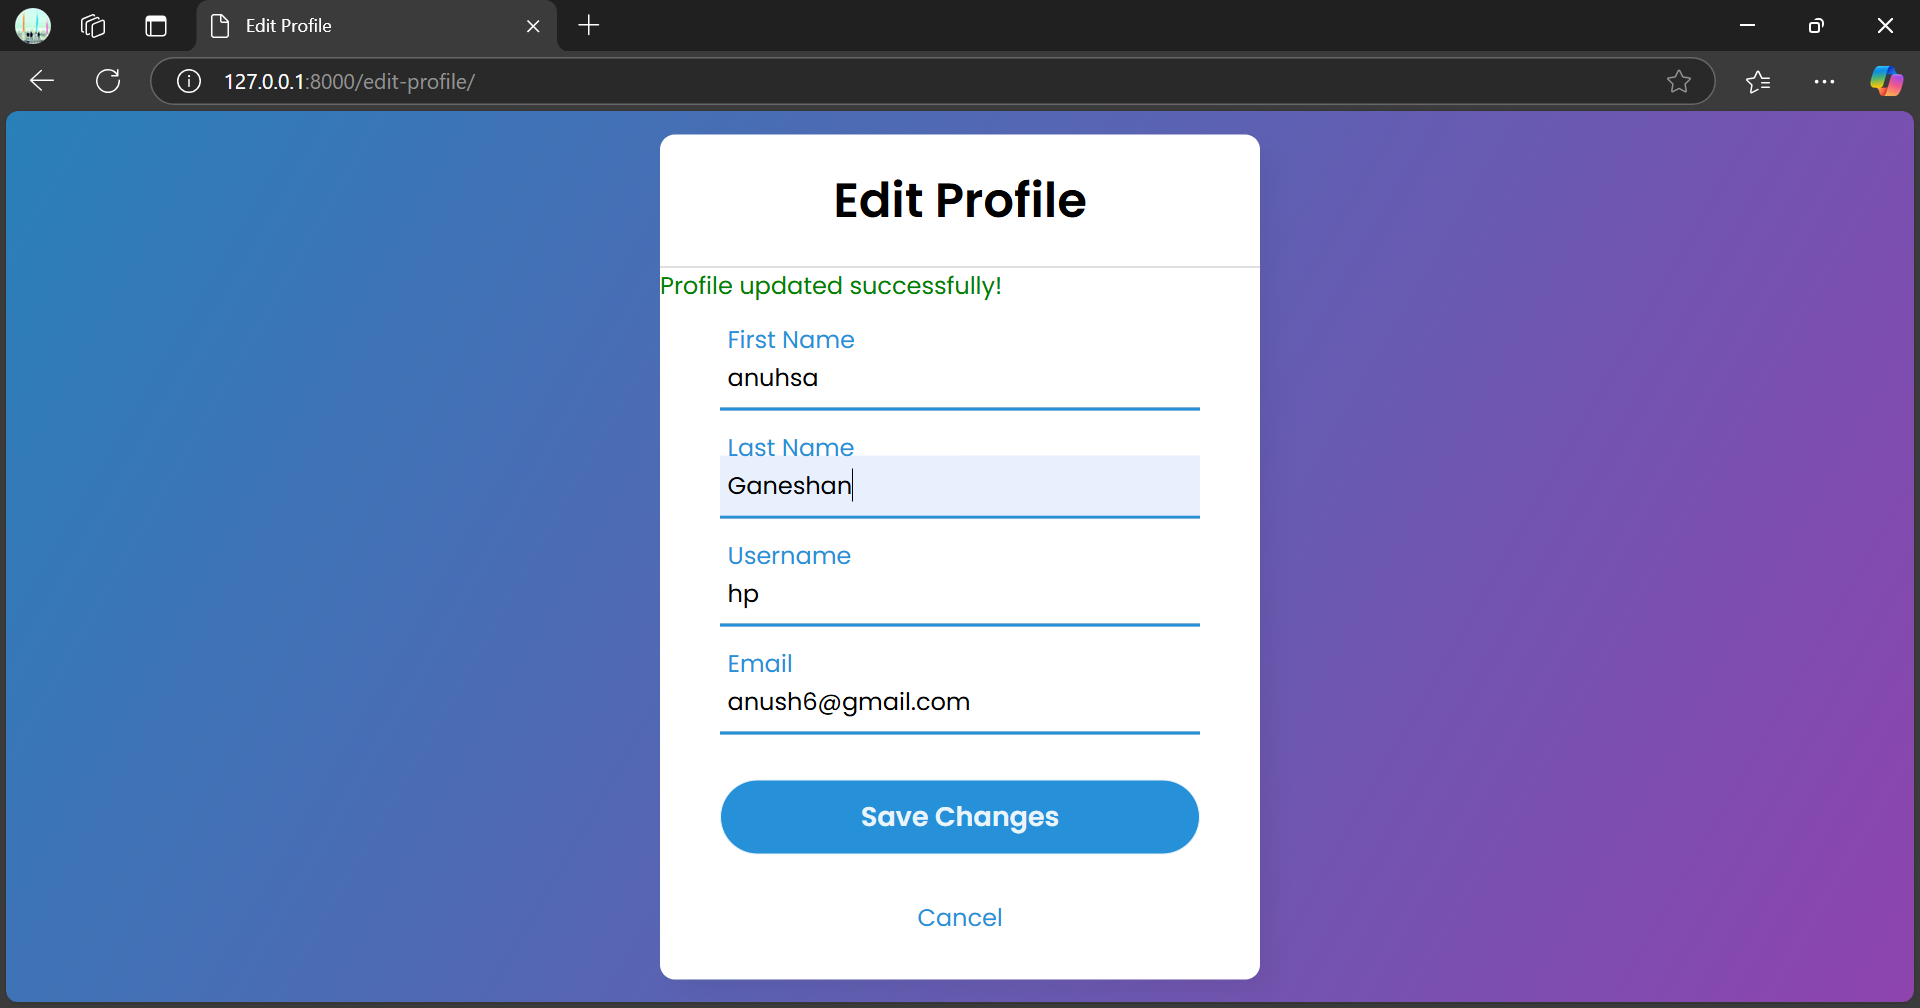 Edit Profile
127.0.0.1:8000/edit-profile/
Edit Profile
Profile updated successfully!
First Name
anuhsa
Last Name
Ganeshan
Username
hp
Email
anush6@gmail.com
Save Changes
Cancel